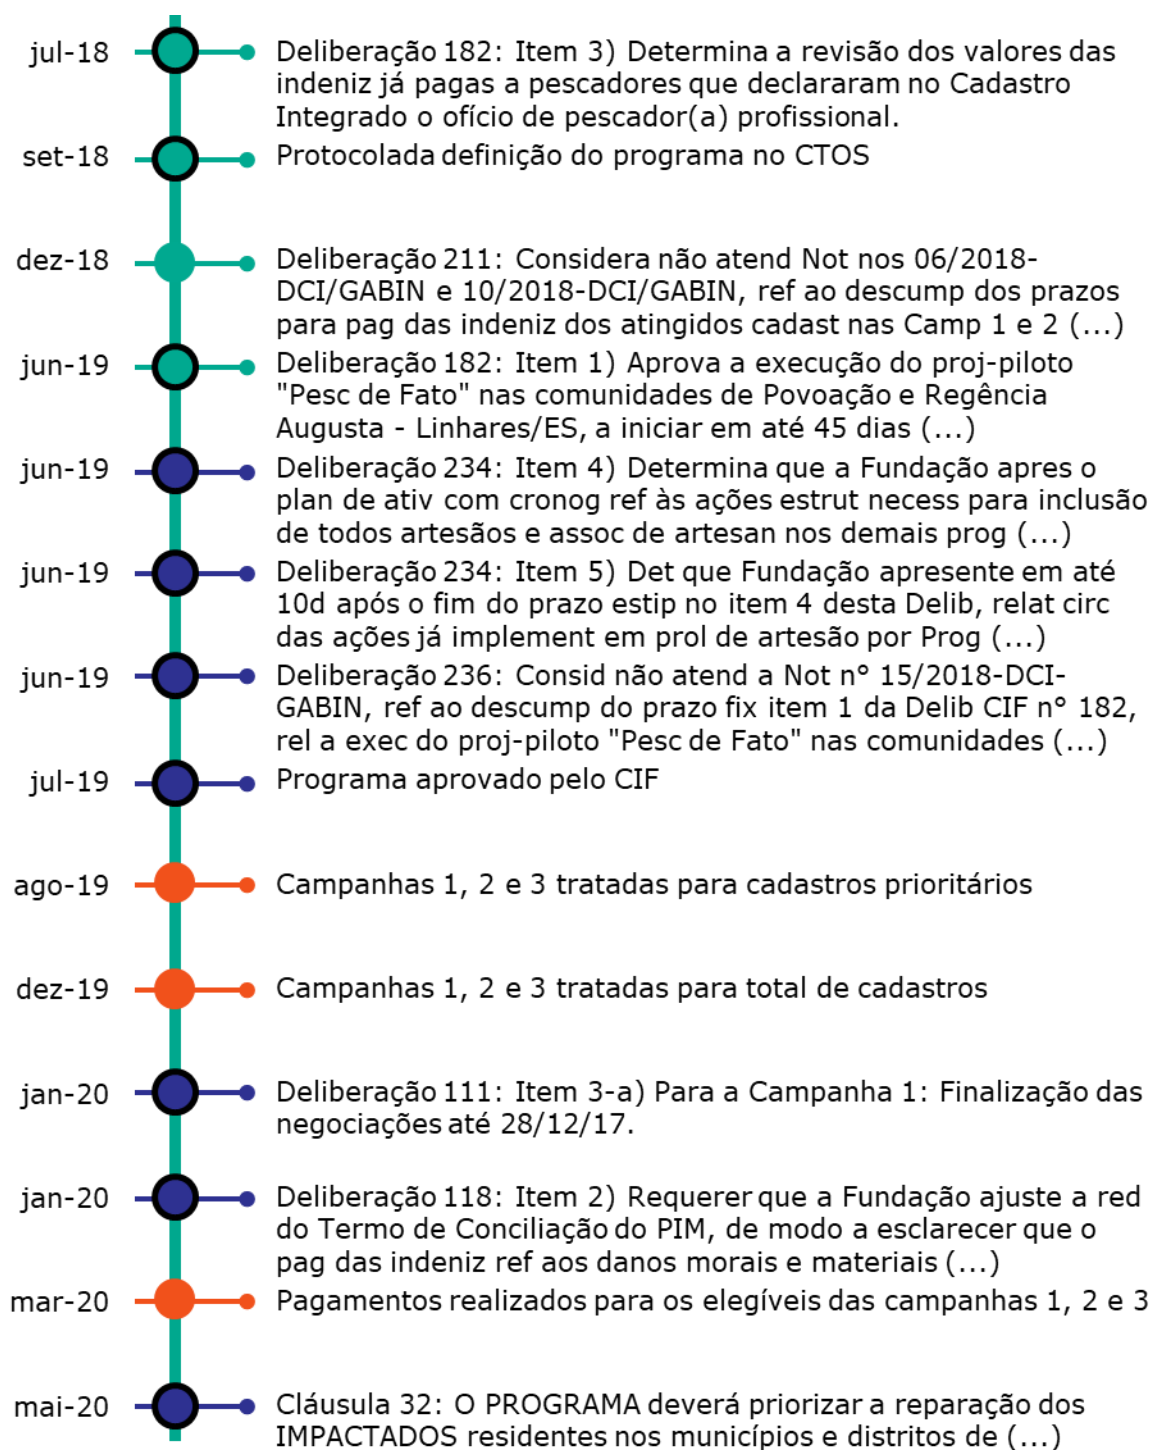 jul-18 Deliberação 182: Item 3) Determina a revisão dos valores das
indeniz já pagas a pescadores que declararam no Cadastro
Integrado o ofício de pescador(a) profissional.
set-18 Protocolada definição do programa no CTOS
dez-18 Deliberação 211: Considera não atend Not nos 06/2018-
DCI/GABIN e 10/2018-DCI/GABIN, ref ao descump dos prazos
para pag das indeniz dos atingidos cadast nas Camp 1 e 2 (...)
jun-19 Deliberação 182: Item 1) Aprova a execução do proj-piloto
"Pesc de Fato" nas comunidades de Povoação e Regência
Augusta - Linhares/ES, a iniciar em até 45 dias (...)
jun-19 Deliberação 234: Item 4) Determina que a Fundação apres o
plan de ativ com cronog ref às ações estrut necess para inclusão
de todos artesãos e assoc de artesan nos demais prog (...)
jun-19 Deliberação 234: Item 5) Det que Fundação apresente em até
10d após o fim do prazo estip no item 4 desta Delib, relat circ
das ações já implement em prol de artesão por Prog (...)
jun-19 Deliberação 236: Consid não atend a Not n° 15/2018-DCI-
GABIN, ref ao descump do prazo fix item 1 da Delib CIF n° 182,
rel a exec do proj-piloto "Pesc de Fato" nas comunidades (...)
jul-19 Programa aprovado pelo CIF
ago-19 Campanhas 1, 2 e 3 tratadas para cadastros prioritários
dez-19 Campanhas 1, 2 e 3 tratadas para total de cadastros
jan-20 Deliberação 111: Item 3-a) Para a Campanha 1: Finalização das
negociações até 28/12/17.
jan-20 Deliberação 118: Item 2) Requerer que a Fundação ajuste a red
do Termo de Conciliação do PIM, de modo a esclarecer que o
pag das indeniz ref aos danos morais e materiais (...)
mar-20 Pagamentos realizados para os elegíveis das campanhas 1, 2 e 3
mai-20 Cláusula 32: O PROGRAMA deverá priorizar a reparação dos
IMPACTADOS residentes nos municípios e distritos de (...)